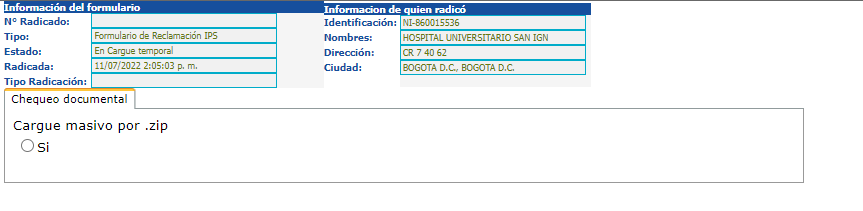 Información del formulario
N° Radicado:
Tipo: Formulario de Reclamación IPS
Estado: En Cargue temporal
Radicada: 11/07/2022 2:05:03 p. m.
Tipo Radicación:
Informacion de quien radicó
Identificación: NI-860015536
Nombres: HOSPITAL UNIVERSITARIO SAN IGN
Dirección: CR 7 40 62
Ciudad: BOGOTA D.C., BOGOTA D.C.
Chequeo documental
Cargue masivo por .zip
Si